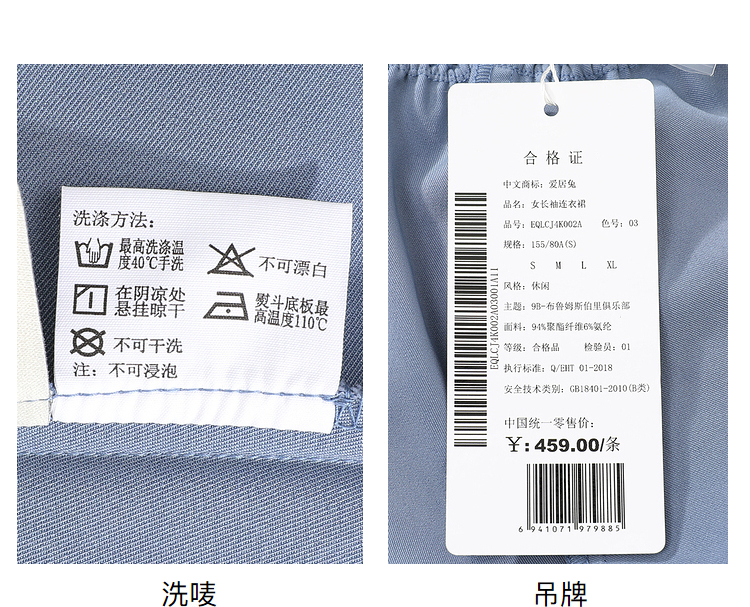 洗涤方法：
最高洗涤温
度40℃手洗
不可漂白
在阴凉处
悬挂晾干
熨斗底板最
高温度110℃
不可干洗
注：不可浸泡
洗唛
合格证
中文商标：爱居兔
品名：女长袖连衣裙
品号：EQLCJ4K002A 色号：03
规格：155/80A(S)
S M L XL
风格：休闲
主题：9B-布鲁姆斯伯里俱乐部
面料：94%聚酯纤维6%氨纶
等级：合格品 检验员：01
执行标准：Q/EMT 01-2018
安全技术类别：GB18401-2010(B类)
中国统一零售价：
¥:459.00/条
6 941071 979885
EQLCJ4K002A03001A11
吊牌